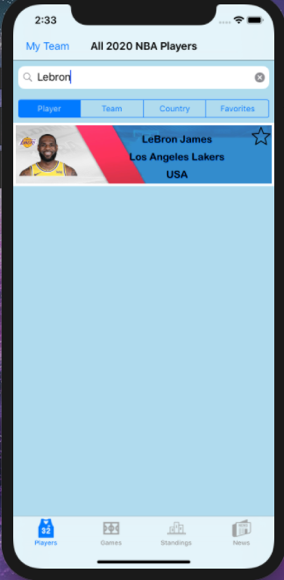 2:33
My Team All 2020 NBA Players
Lebron
Player Team Country Favorites
LeBron James
Los Angeles Lakers
USA
32
Players Games Standings News